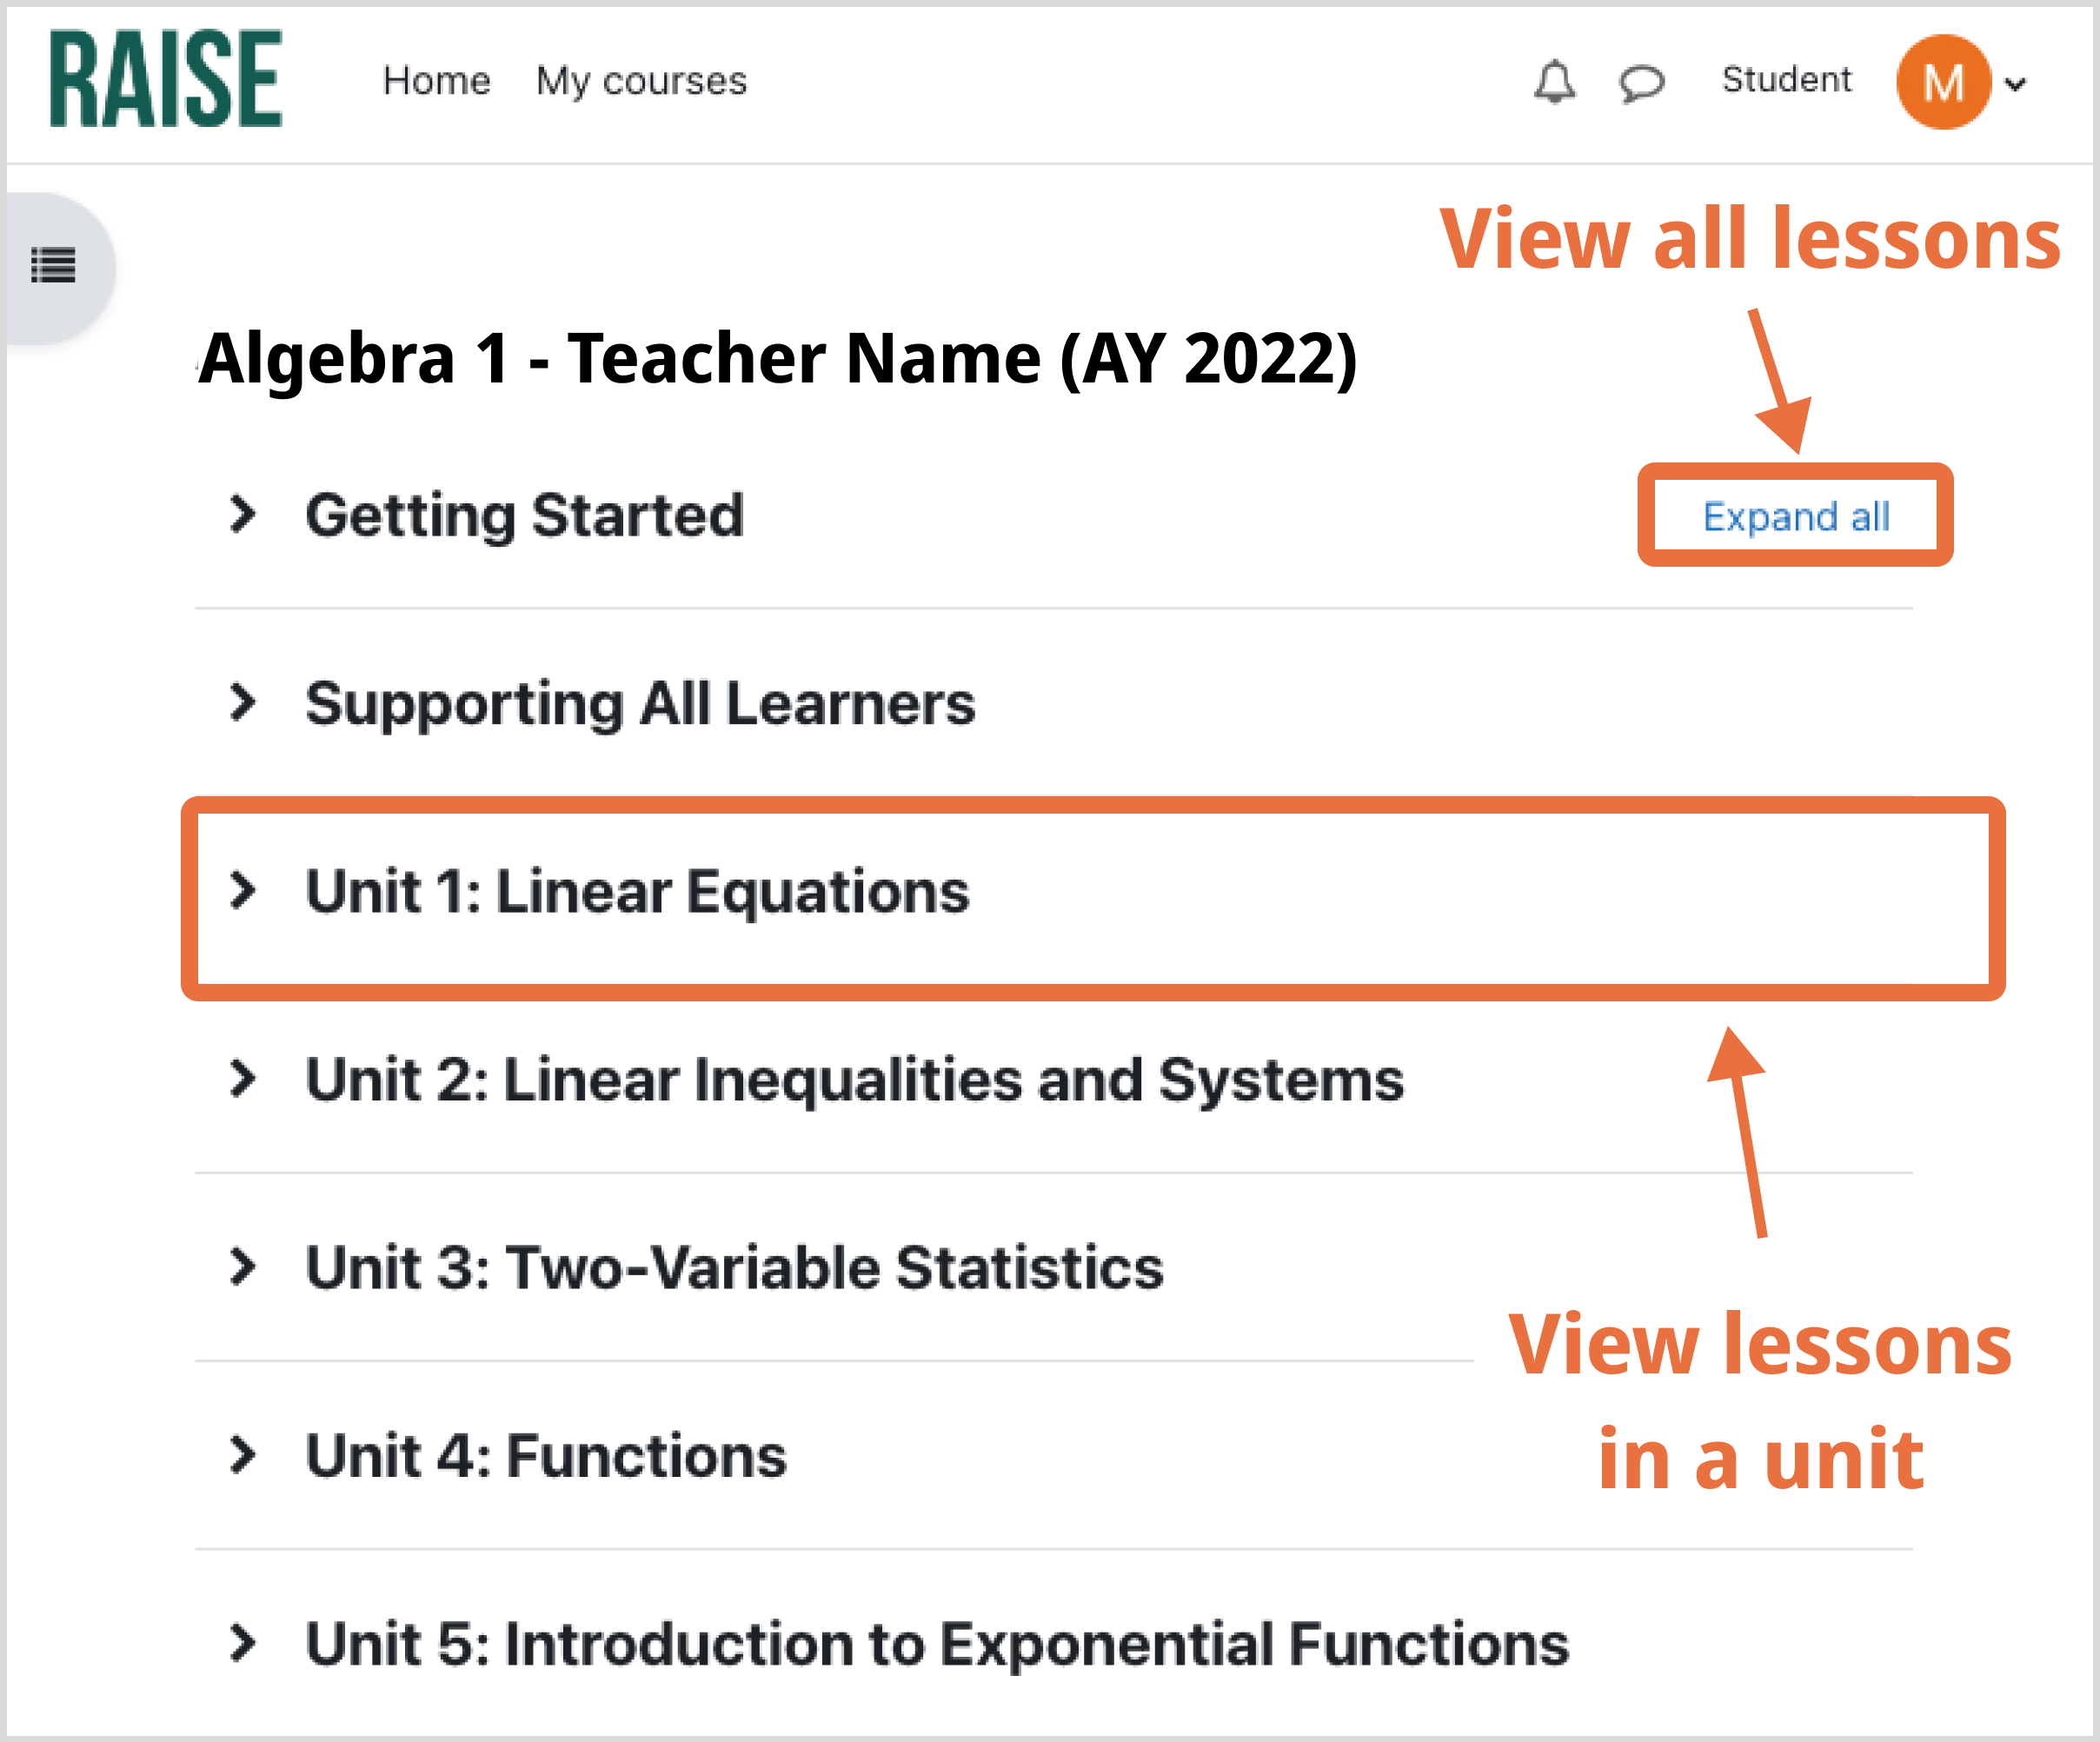 RAISE Home My courses Student M
View all lessons
Algebra 1 - Teacher Name (AY 2022)
Getting Started Expand all
Supporting All Learners
Unit 1: Linear Equations
Unit 2: Linear Inequalities and Systems
Unit 3: Two-Variable Statistics
View lessons
in a unit
Unit 4: Functions
Unit 5: Introduction to Exponential Functions